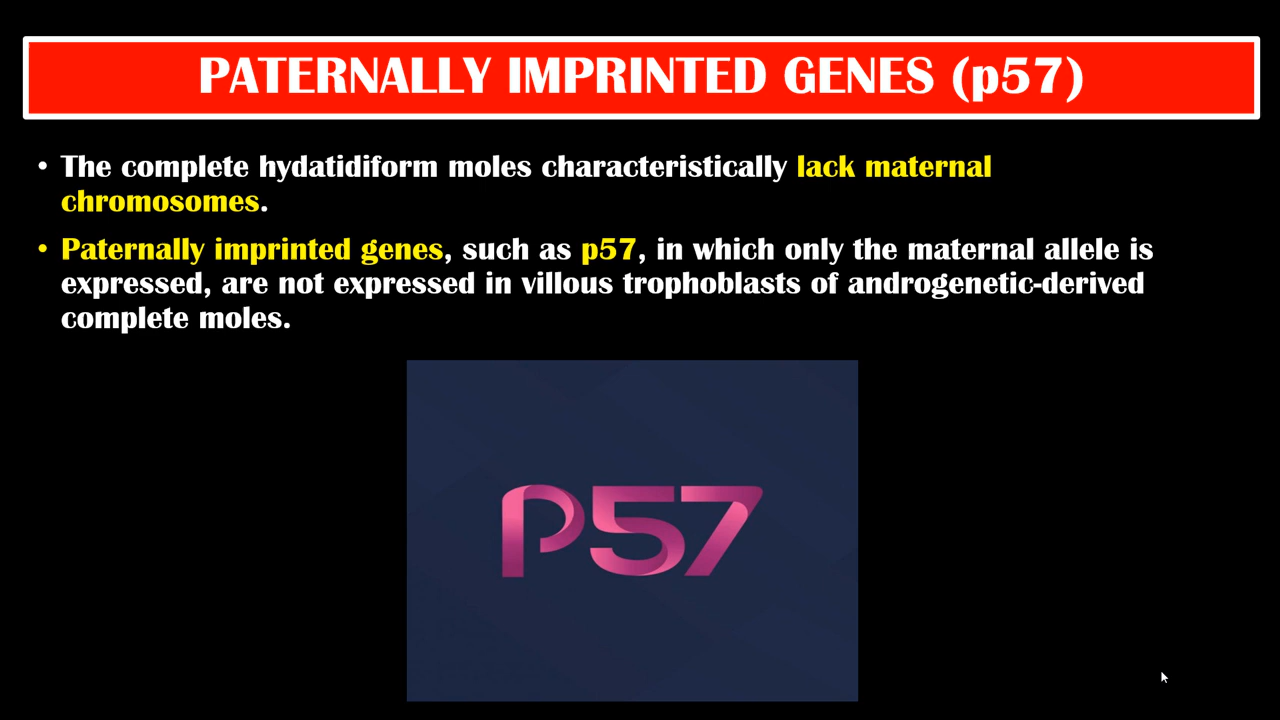 PATERNALLY IMPRINTED GENES (p57)
• The complete hydatidiform moles characteristically lack maternal
chromosomes.
• Paternally imprinted genes, such as p57, in which only the maternal allele is
expressed, are not expressed in villous trophoblasts of androgenetic-derived
complete moles.
P57